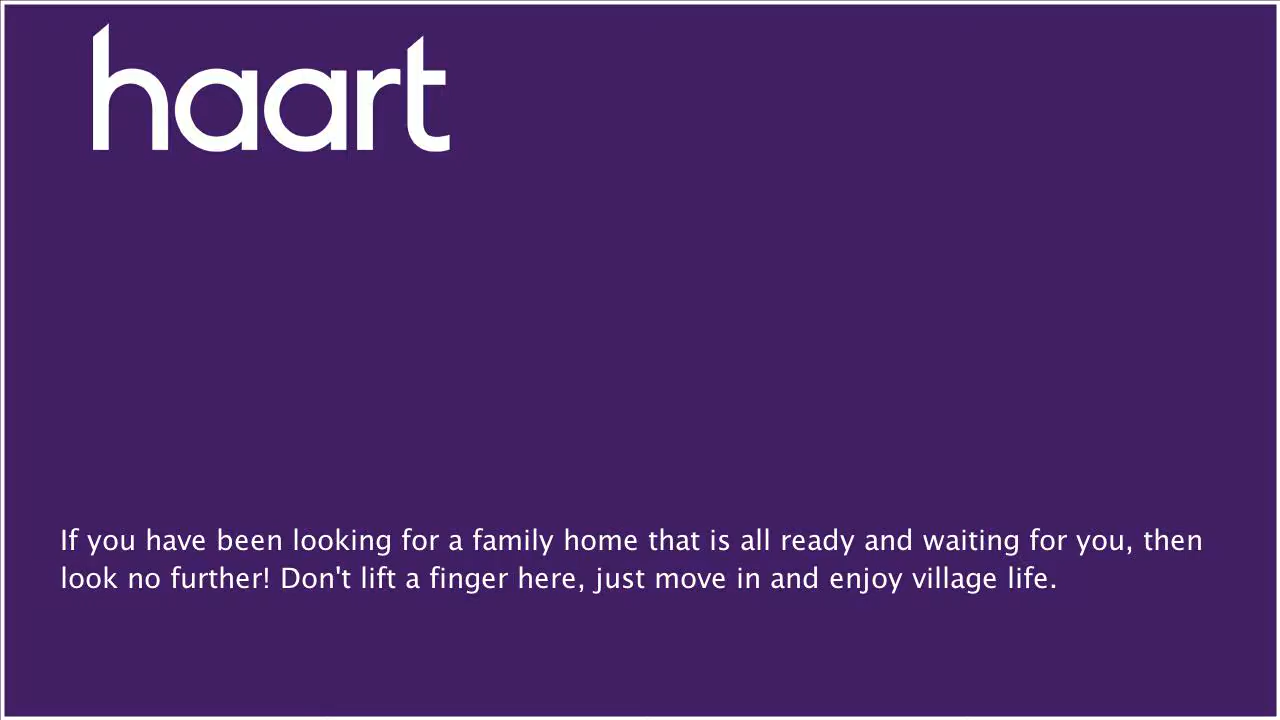 haart
If you have been looking for a family home that is all ready and waiting for you, then
look no further! Don't lift a finger here, just move in and enjoy village life.